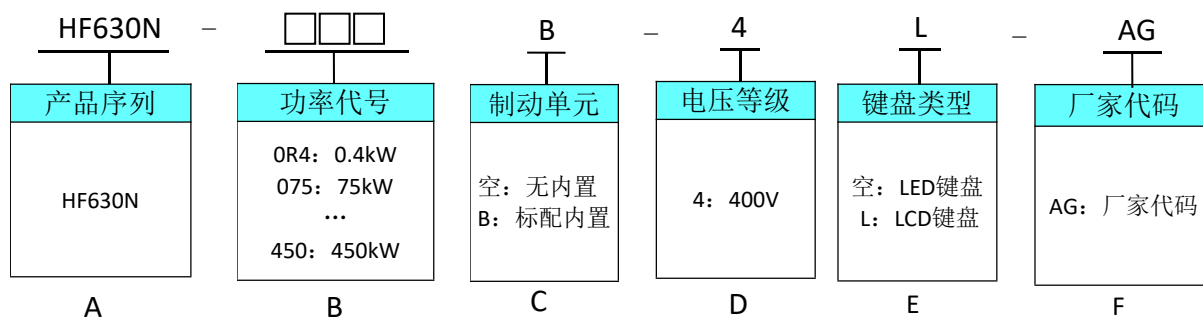 HF630N – □□□ B – 4 L – AG
产品序列
HF630N
A
功率代号
0R4：0.4kW
075：75kW
...
450：450kW
B
制动单元
空：无内置
B：标配内置
C
电压等级
4：400V
D
键盘类型
空：LED键盘
L：LCD键盘
E
厂家代码
AG：厂家代码
F